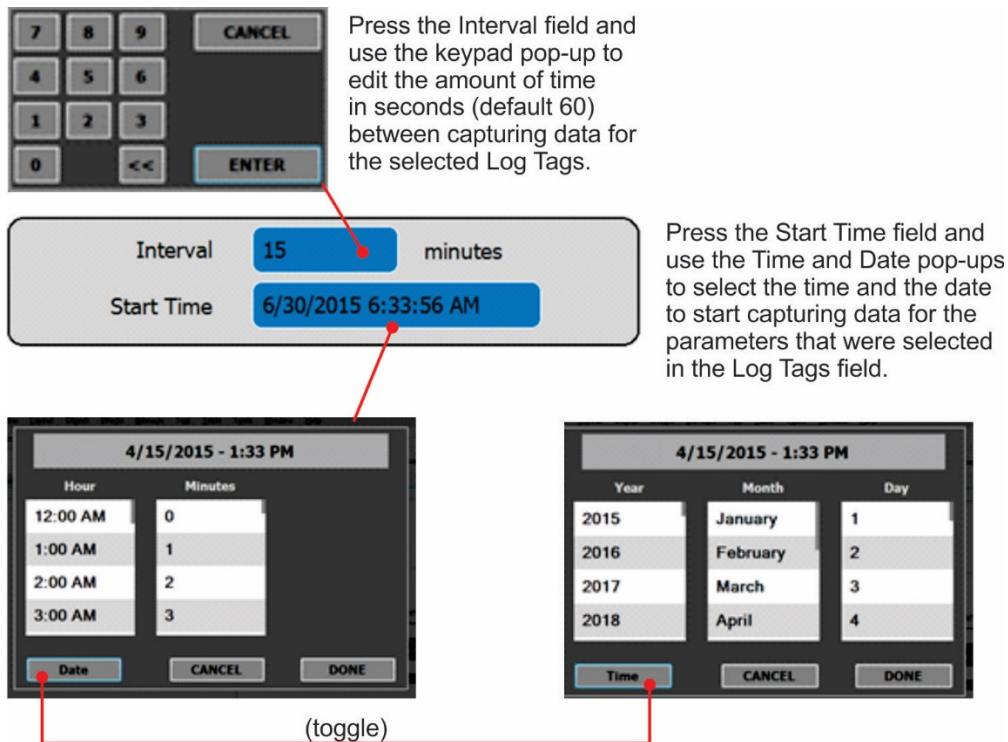 7 8 9 CANCEL
4 5 6
1 2 3
0 << ENTER
Press the Interval field and
use the keypad pop-up to
edit the amount of time
in seconds (default 60)
between capturing data for
the selected Log Tags.
Interval 15 minutes
Start Time 6/30/2015 6:33:56 AM
Press the Start Time field and
use the Time and Date pop-ups
to select the time and the date
to start capturing data for the
parameters that were selected
in the Log Tags field.
4/15/2015 - 1:33 PM
Hour Minutes
12:00 AM 0
1:00 AM 1
2:00 AM 2
3:00 AM 3
Date CANCEL DONE
4/15/2015 - 1:33 PM
Year Month Day
2015 January 1
2016 February 2
2017 March 3
2018 April 4
Time CANCEL DONE
(toggle)